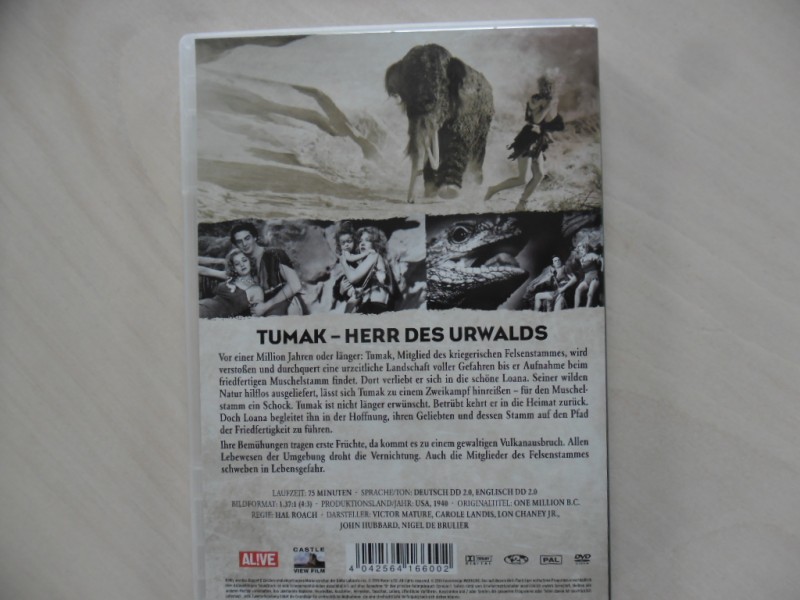 TUMAK – HERR DES URWALDS
Vor einer Million Jahren oder länger: Tumak, Mitglied des kriegerischen Felsenstammes, wird
verstoßen und durchquert eine urzeitliche Landschaft voller Gefahren bis er Aufnahme beim
friedfertigen Muschelstamm findet. Dort verliebt er sich in die schöne Loana. Seiner wilden
Natur hilflos ausgeliefert, lässt sich Tumak zu einem Zweikampf hinreißen – für den Muschel-
stamm ein Schock. Tumak ist nicht länger erwünscht. Betrübt kehrt er in die Heimat zurück.
Doch Loana begleitet ihn in der Hoffnung, ihren Geliebten und dessen Stamm auf den Pfad
der Friedfertigkeit zu führen.
Ihre Bemühungen tragen erste Früchte, da kommt es zu einem gewaltigen Vulkanausbruch. Allen
Lebewesen der Umgebung droht die Vernichtung. Auch die Mitglieder des Felsenstammes
schweben in Lebensgefahr.
LAUFZEIT: 75 MINUTEN · SPRACHE/TON: DEUTSCH DD 2.0, ENGLISCH DD 2.0
BILDFORMAT: 1.37:1 (4:3) · PRODUKTIONSLAND/JAHR: USA, 1940 · ORIGINALTITEL: ONE MILLION B.C.
REGIE: HAL ROACH · DARSTELLER: VICTOR MATURE, CAROLE LANDIS, LON CHANEY JR.,
JOHN HUBBARD, NIGEL DE BRULIER
AL!VE
CASTLE
VIEW FILM
4 042564 166002
PAL
DVD